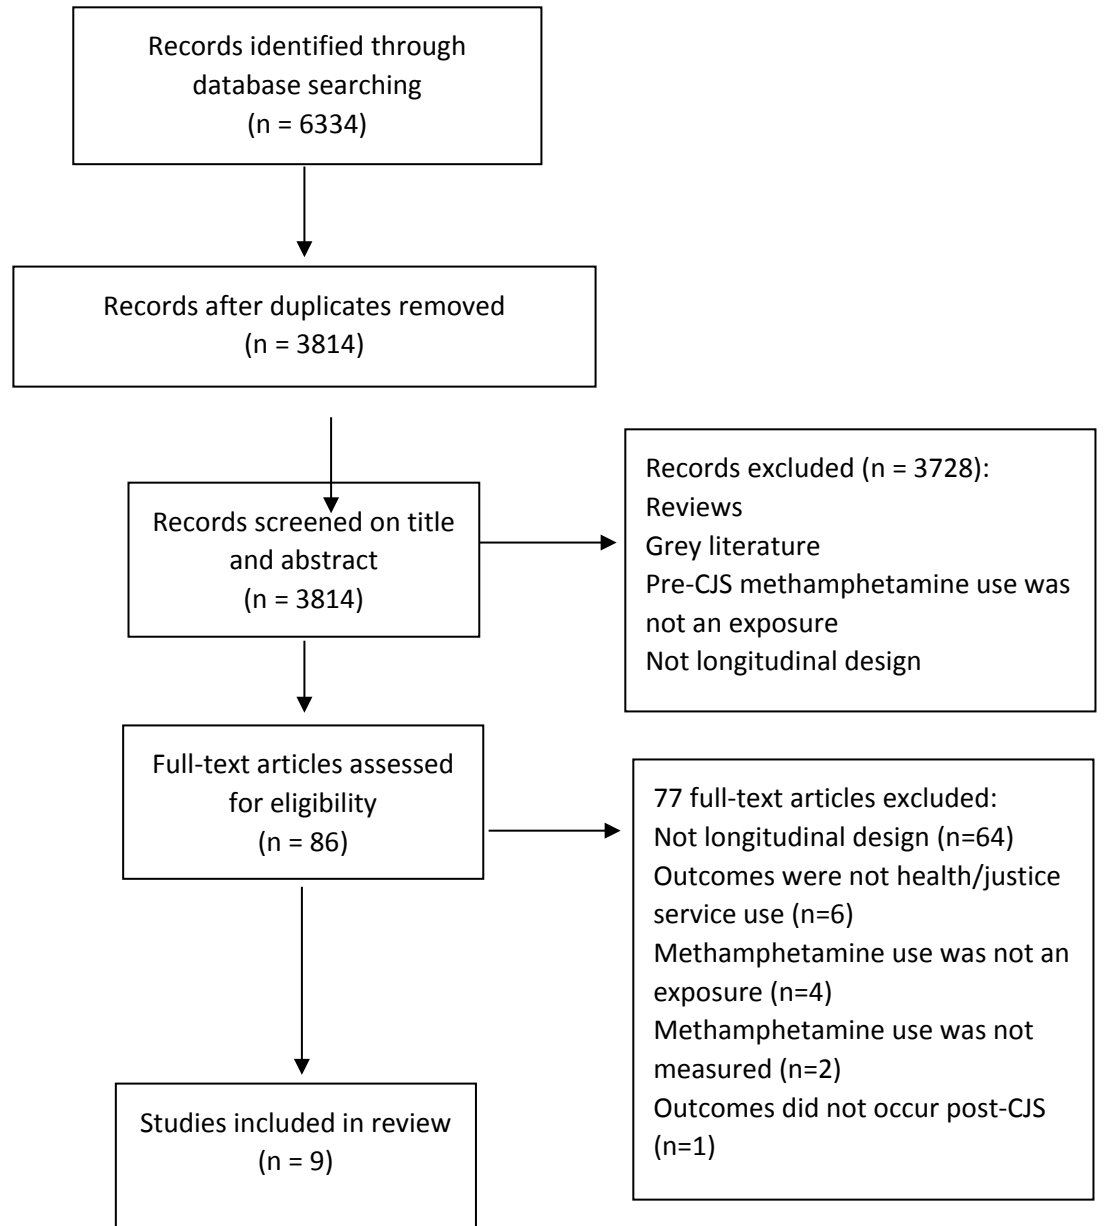 Records identified through
database searching
(n = 6334)
Records after duplicates removed
(n = 3814)
Records screened on title
and abstract
(n = 3814)
Records excluded (n = 3728):
Reviews
Grey literature
Pre-CJS methamphetamine use was
not an exposure
Not longitudinal design
Full-text articles assessed
for eligibility
(n = 86)
77 full-text articles excluded:
Not longitudinal design (n=64)
Outcomes were not health/justice
service use (n=6)
Methamphetamine use was not an
exposure (n=4)
Methamphetamine use was not
measured (n=2)
Outcomes did not occur post-CJS
(n=1)
Studies included in review
(n = 9)